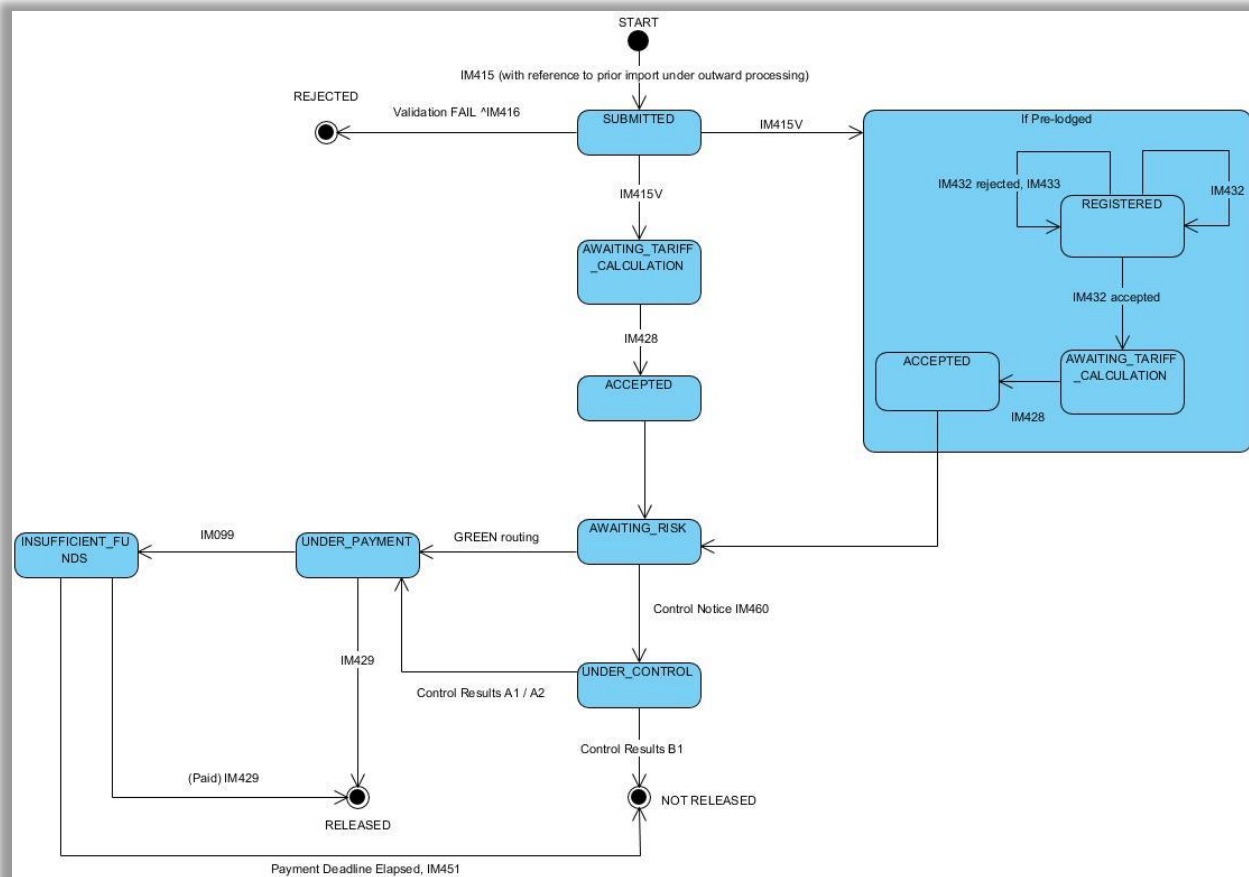 START
IM415 (with reference to prior import under outward processing)
REJECTED
Validation FAIL ^IM416
SUBMITTED
IM415V
If Pre-lodged
IM415V
IM432 rejected, IM433
IM432
REGISTERED
AWAITING_TARIFF
_CALCULATION
IM432 accepted
IM428
ACCEPTED
ACCEPTED
AWAITING_TARIFF
_CALCULATION
IM428
AWAITING_RISK
GREEN routing
UNDER_PAYMENT
IM099
INSUFFICIENT_FU
NDS
Control Notice IM460
IM429
UNDER_CONTROL
Control Results A1 / A2
Control Results B1
(Paid) IM429
NOT RELEASED
RELEASED
Payment Deadline Elapsed, IM451